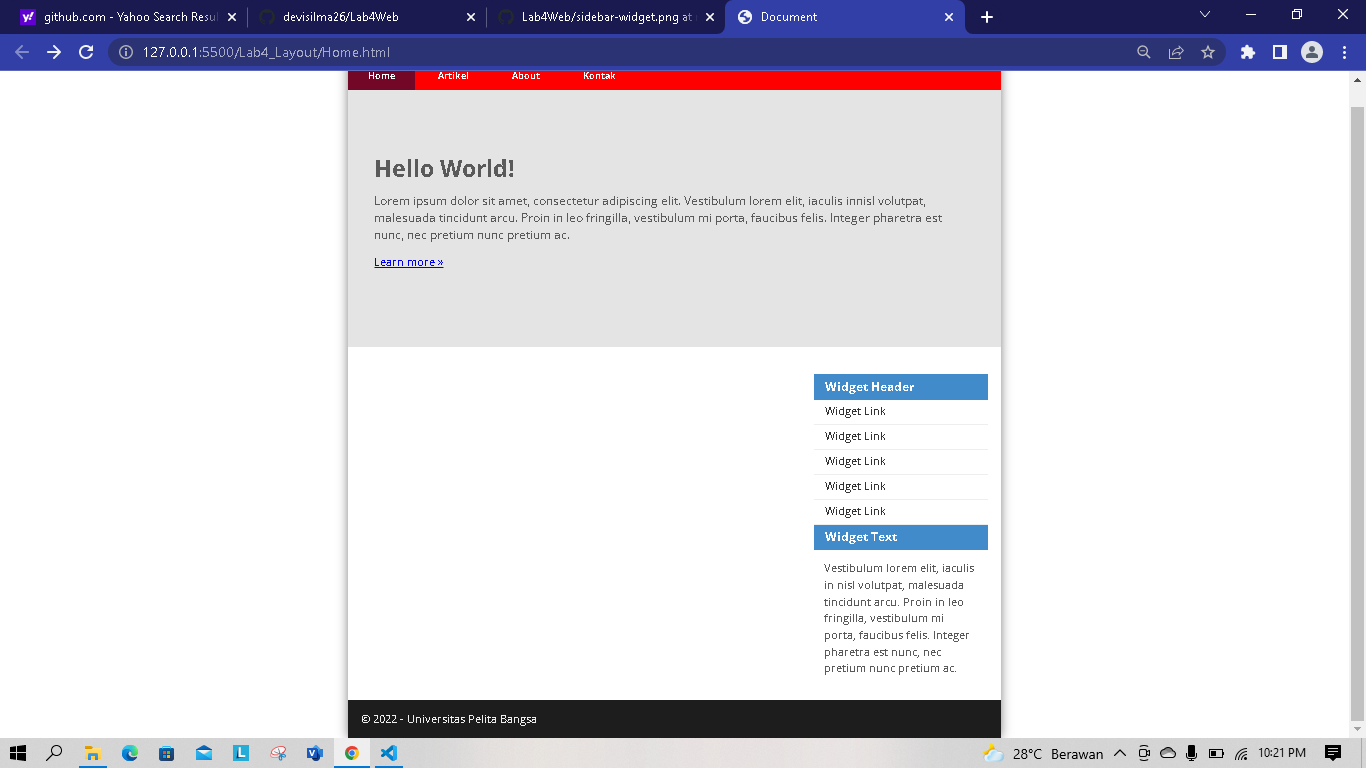 github.com - Yahoo Search Resul
devisilma26/Lab4Web
Lab4Web/sidebar-widget.png at
Document
127.0.0.1:5500/Lab4_Layout/Home.html
Home
Artikel
About
Kontak
Hello World!
Lorem ipsum dolor sit amet, consectetur adipiscing elit. Vestibulum lorem elit, iaculis innisl volutpat,
malesuada tincidunt arcu. Proin in leo fringilla, vestibulum mi porta, faucibus felis. Integer pharetra est
nunc, nec pretium nunc pretium ac.
Learn more »
Widget Header
Widget Link
Widget Link
Widget Link
Widget Link
Widget Link
Widget Text
Vestibulum lorem elit, iaculis
in nisl volutpat, malesuada
tincidunt arcu. Proin in leo
fringilla, vestibulum mi
porta, faucibus felis. Integer
pharetra est nunc, nec
pretium nunc pretium ac.
© 2022 - Universitas Pelita Bangsa
28°C Berawan
10:21 PM